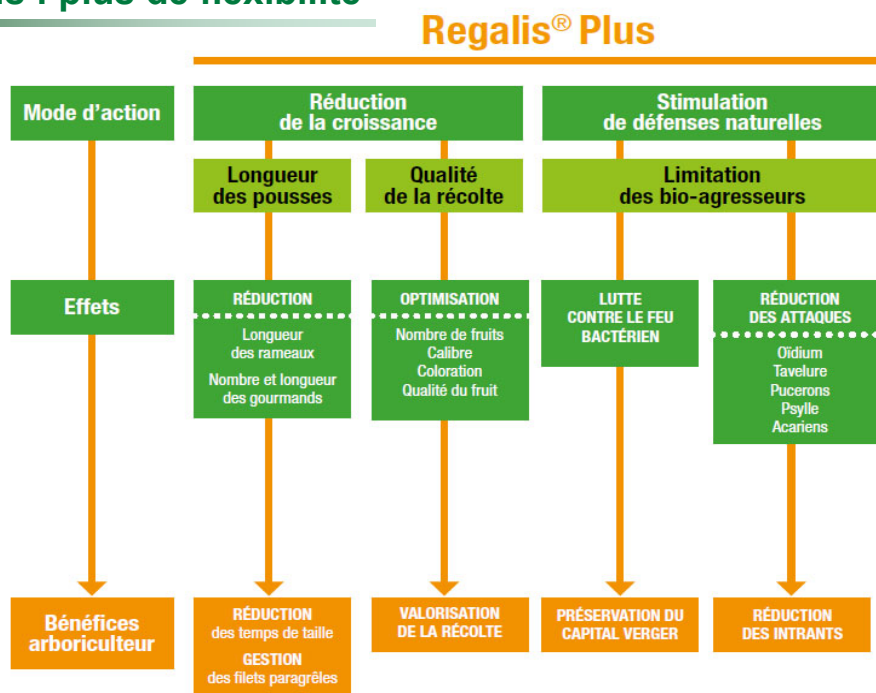 plus de flexibilité
Regalis® Plus
Mode d'action
Réduction
de la croissance
Stimulation
de défenses naturelles
Longueur
des pousses
Qualité
de la récolte
Limitation
des bio-agresseurs
Effets
RÉDUCTION
Longueur
des rameaux
Nombre et longueur
des gourmands
OPTIMISATION
Nombre de fruits
Calibre
Coloration
Qualité du fruit
LUTTE
CONTRE LE FEU
BACTÉRIEN
RÉDUCTION
DES ATTAQUES
Oïdium
Tavelure
Pucerons
Psylle
Acariens
Bénéfices
arboriculteur
RÉDUCTION
des temps de taille
GESTION
des filets paragrêles
VALORISATION
DE LA RÉCOLTE
PRÉSERVATION DU
CAPITAL VERGER
RÉDUCTION
DES INTRANTS